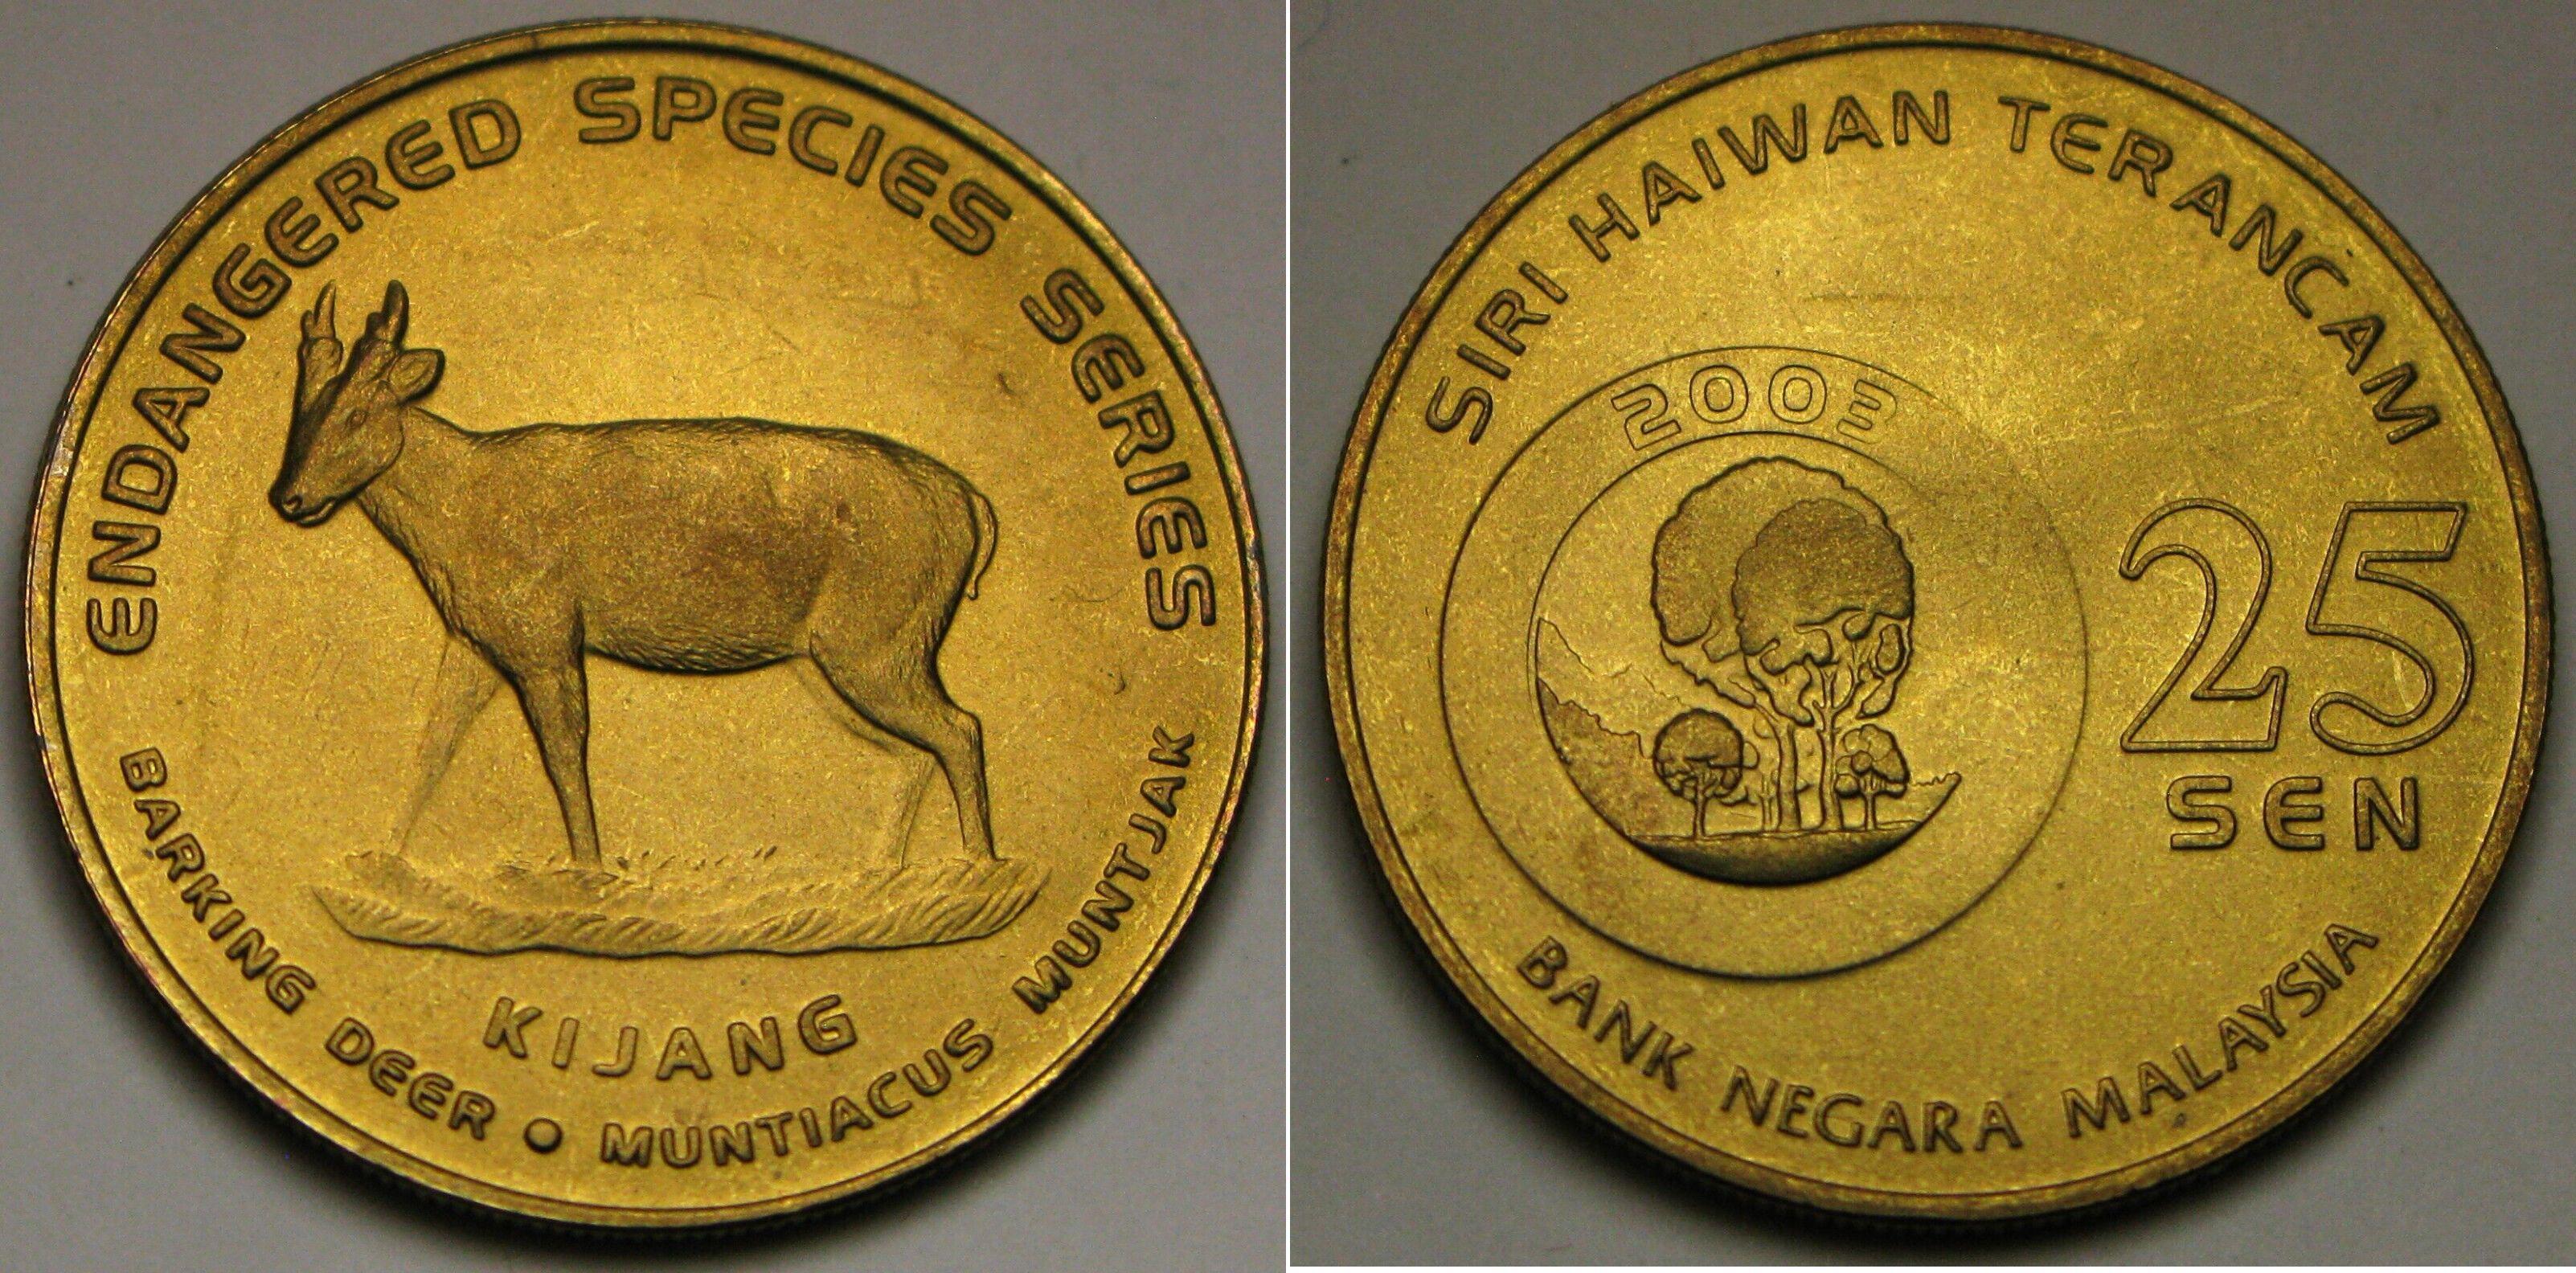 ENDANGERED SPECIES SERIES
KIJANG
BARKING DEER • MUNTIACUS MUNTJAK
SIRI HAIWAN TERANCAM
2003
25
SEN
BANK NEGARA MALAYSIA